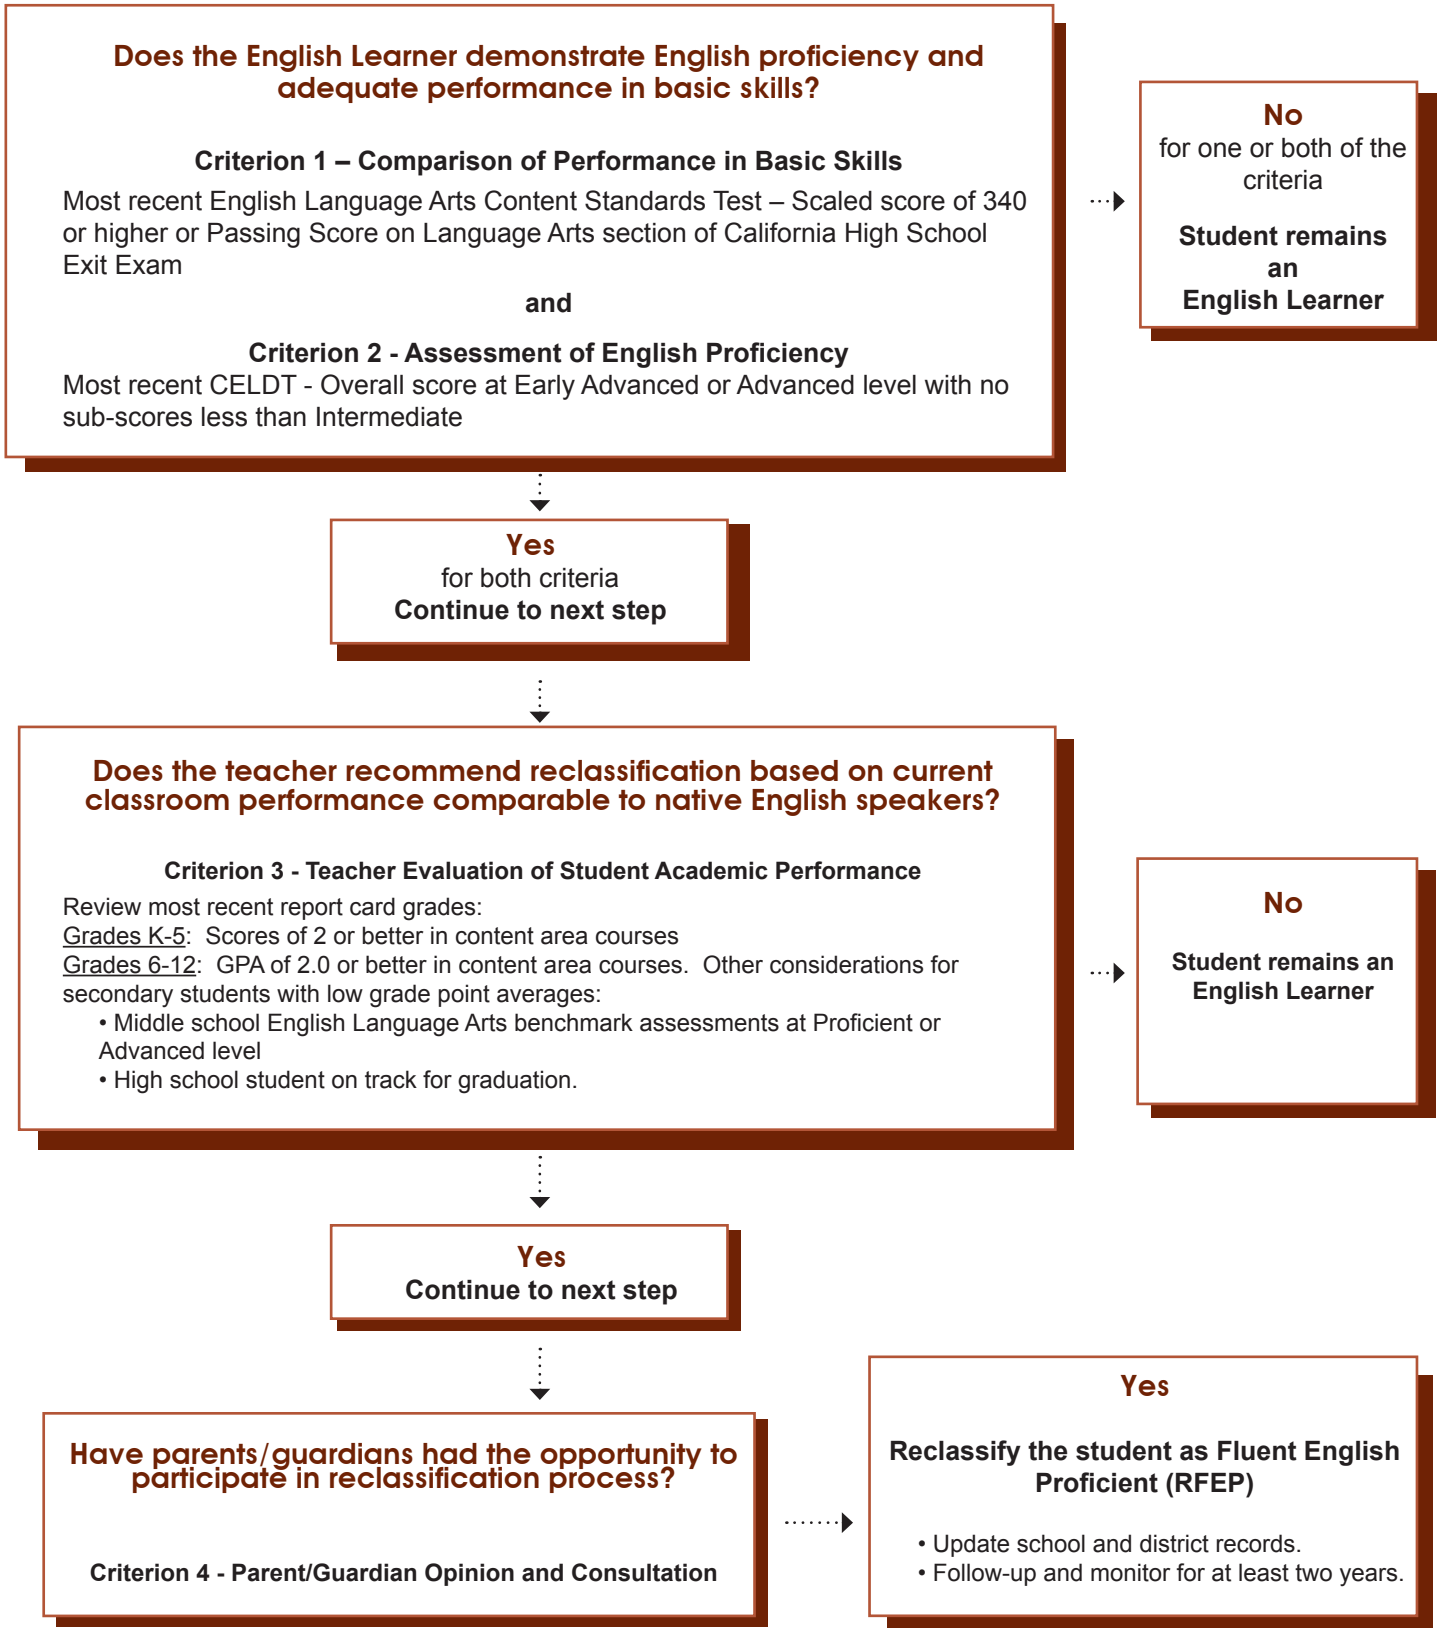 Does the English Learner demonstrate English proficiency and
adequate performance in basic skills?
Criterion 1 – Comparison of Performance in Basic Skills
Most recent English Language Arts Content Standards Test – Scaled score of 340
or higher or Passing Score on Language Arts section of California High School
Exit Exam
and
Criterion 2 - Assessment of English Proficiency
Most recent CELDT - Overall score at Early Advanced or Advanced level with no
sub-scores less than Intermediate
No
for one or both of the
criteria
Student remains
an
English Learner
Yes
for both criteria
Continue to next step
Does the teacher recommend reclassification based on current
classroom performance comparable to native English speakers?
Criterion 3 - Teacher Evaluation of Student Academic Performance
Review most recent report card grades:
Grades K-5:  Scores of 2 or better in content area courses
Grades 6-12:  GPA of 2.0 or better in content area courses.  Other considerations for
secondary students with low grade point averages:
• Middle school English Language Arts benchmark assessments at Proficient or
Advanced level
• High school student on track for graduation.
No
Student remains an
English Learner
Yes
Continue to next step
Have parents/guardians had the opportunity to
participate in reclassification process?
Criterion 4 - Parent/Guardian Opinion and Consultation
Yes
Reclassify the student as Fluent English
Proficient (RFEP)
• Update school and district records.
• Follow-up and monitor for at least two years.